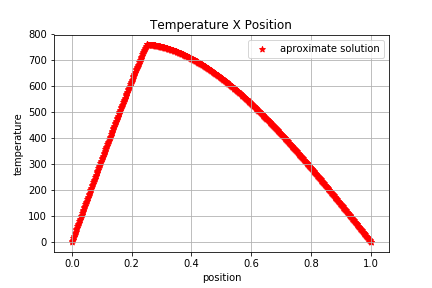 Temperature X Position
aproximate solution
800
700
600
500
400
300
200
100
0
temperature
0.0 0.2 0.4 0.6 0.8 1.0
position